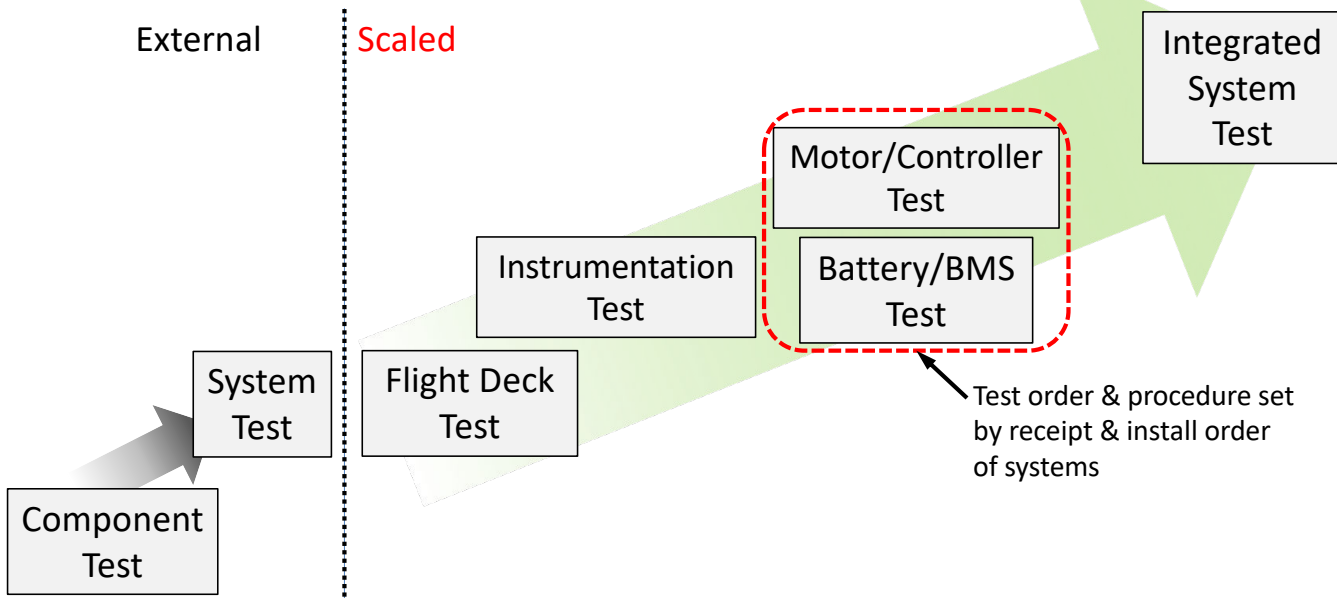 External
Scaled
Integrated
System
Test
Motor/Controller
Test
Instrumentation
Test
Battery/BMS
Test
System
Test
Flight Deck
Test
Test order & procedure set
by receipt & install order
of systems
Component
Test